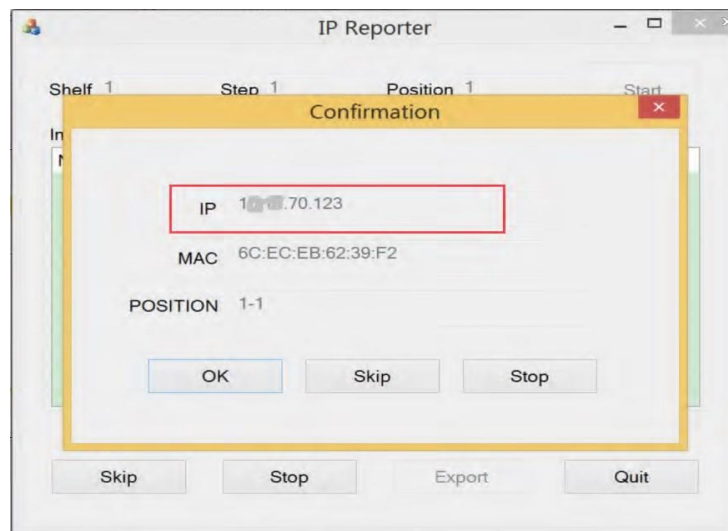 IP Reporter
Shelf 1 Step 1 Position 1 Start
Confirmation
In
IP .70.123
MAC 6C:EC:EB:62:39:F2
POSITION 1-1
OK Skip Stop
Skip Stop Export Quit